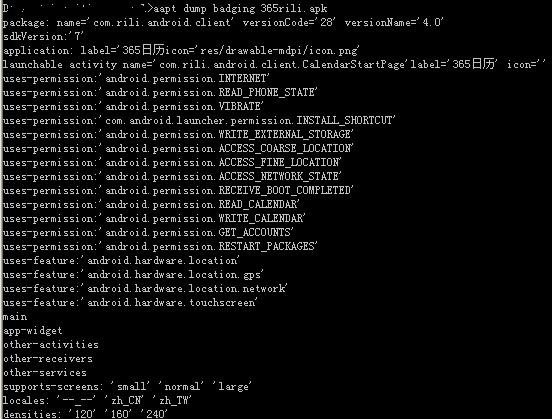 >aapt dump badging 365rili.apk
package: name='com.rili.android.client' versionCode='28' versionName='4.0'
sdkVersion:'7'
application: label='365日历icon='res/drawable-mdpi/icon.png'
launchable activity name='com.rili.android.client.CalendarStartPage'label='365日历' icon=''
uses-permission:'android.permission.INTERNET'
uses-permission:'android.permission.READ_PHONE_STATE'
uses-permission:'android.permission.VIBRATE'
uses-permission:'com.android.launcher.permission.INSTALL_SHORTCUT'
uses-permission:'android.permission.WRITE_EXTERNAL_STORAGE'
uses-permission:'android.permission.ACCESS_COARSE_LOCATION'
uses-permission:'android.permission.ACCESS_FINE_LOCATION'
uses-permission:'android.permission.ACCESS_NETWORK_STATE'
uses-permission:'android.permission.RECEIVE_BOOT_COMPLETED'
uses-permission:'android.permission.READ_CALENDAR'
uses-permission:'android.permission.WRITE_CALENDAR'
uses-permission:'android.permission.GET_ACCOUNTS'
uses-permission:'android.permission.RESTART_PACKAGES'
uses-feature:'android.hardware.location'
uses-feature:'android.hardware.location.gps'
uses-feature:'android.hardware.location.network'
uses-feature:'android.hardware.touchscreen'
main
app-widget
other-activities
other-receivers
other-services
supports-screens: 'small' 'normal' 'large'
locales: '--_--' 'zh_CN' 'zh_TW'
densities: '120' '160' '240'